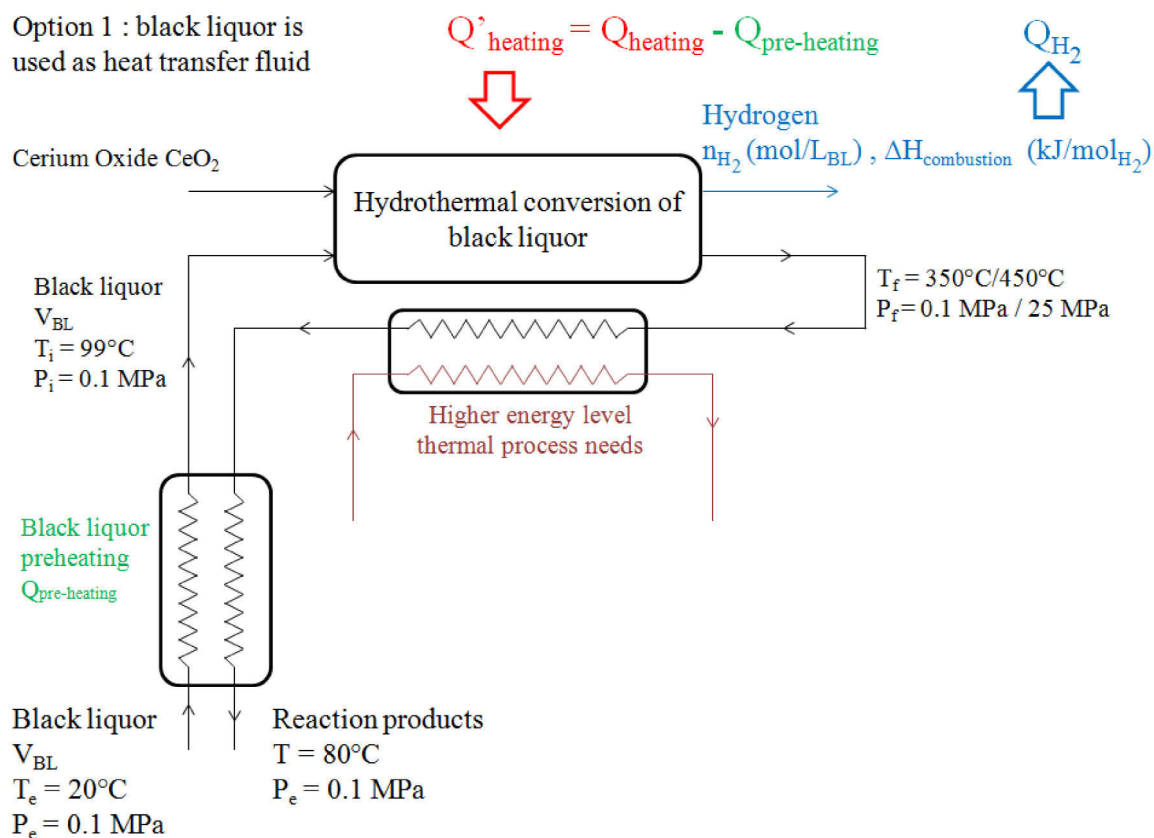 Option 1 : black liquor is
used as heat transfer fluid
Q’heating = Qheating - Qpre-heating
QH2
Hydrogen
nH2 (mol/LBL) , ΔHcombustion (kJ/molH2)
Cerium Oxide CeO2
Hydrothermal conversion of
black liquor
Black liquor
VBL
Ti = 99°C
Pi = 0.1 MPa
Tf = 350°C/450°C
Pf = 0.1 MPa / 25 MPa
Higher energy level
thermal process needs
Black liquor
preheating
Qpre-heating
Black liquor
VBL
Te = 20°C
Pe = 0.1 MPa
Reaction products
T = 80°C
Pe = 0.1 MPa